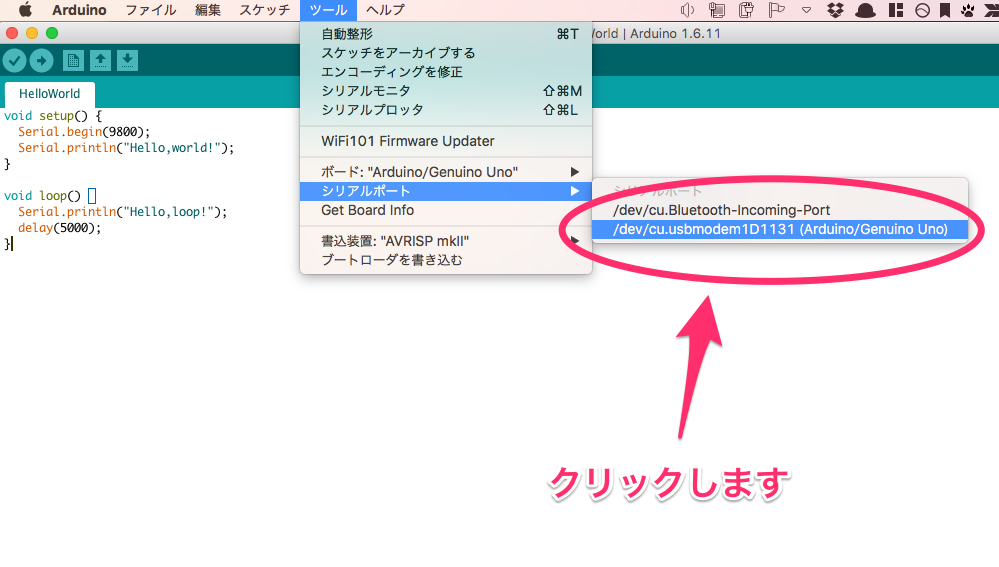 Arduino ファイル 編集 スケッチ ツール ヘルプ
World | Arduino 1.6.11
HelloWorld
void setup() {
Serial.begin(9800);
Serial.println("Hello,world!");
}
void loop() {
Serial.println("Hello,loop!");
delay(5000);
}
自動整形 ⌘T
スケッチをアーカイブする
エンコーディングを修正
シリアルモニタ ⇧⌘M
シリアルプロッタ ⇧⌘L
WiFi101 Firmware Updater
ボード: "Arduino/Genuino Uno" ▶
シリアルポート ▶
Get Board Info
書込装置: "AVRISP mkII" ▶
ブートローダを書き込む
シリアルポート
/dev/cu.Bluetooth-Incoming-Port
/dev/cu.usbmodem1D1131 (Arduino/Genuino Uno)
クリックします